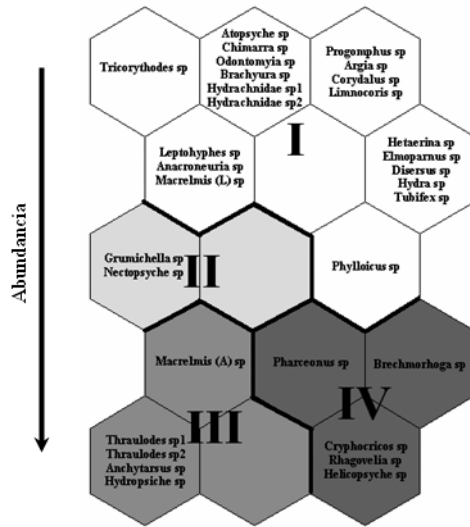 Abundancia
Tricorythodes sp
Atopsyche sp
Chimarra sp
Odontomyia sp
Brachyura sp
Hydrachnidae sp1
Hydrachnidae sp2
Progomphus sp
Argia sp
Corydalus sp
Limnocoris sp
I
Leptohyphes sp
Anacroneuria sp
Macrelmis (L) sp
Hetaerina sp
Elmoparnus sp
Disersus sp
Hydra sp
Tubifex sp
Grumichella sp
Nectopsyche sp
II
Phylloicus sp
Macrelmis (A) sp
Pharceonus sp
Brechmorhoga sp
III
IV
Thraulodes sp1
Thraulodes sp2
Anchytarsus sp
Hydropsiche sp
Cryphocricos sp
Rhagovelia sp
Helicopsyche sp